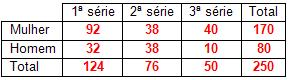 1ª série 2ª série 3ª série Total
Mulher 92 38 40 170
Homem 32 38 10 80
Total 124 76 50 250